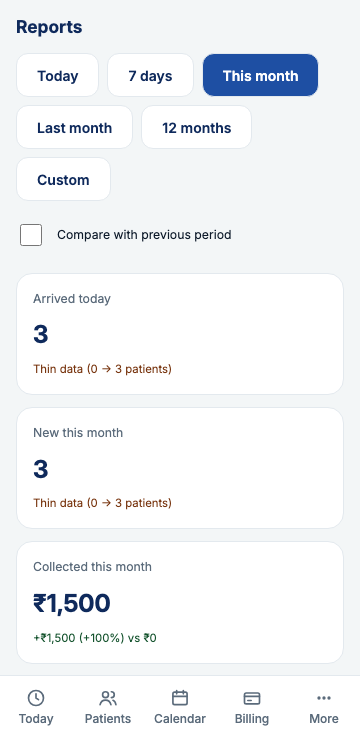 Reports
Today
7 days
This month
Last month
12 months
Custom
Compare with previous period
Arrived today
3
Thin data (0 → 3 patients)
New this month
3
Thin data (0 → 3 patients)
Collected this month
₹1,500
+₹1,500 (+100%) vs ₹0
Today
Patients
Calendar
Billing
More